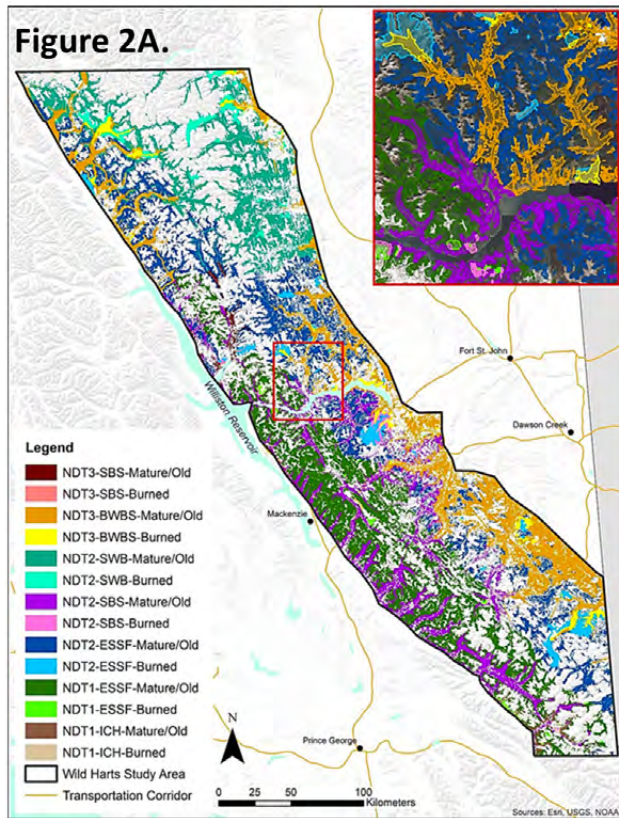 Figure 2A.
Fort St. John
Dawson Creek
Williston Reservoir
Mackenzie
Legend
NDT3-SBS-Mature/Old
NDT3-SBS-Burned
NDT3-BWBS-Mature/Old
NDT3-BWBS-Burned
NDT2-SWB-Mature/Old
NDT2-SWB-Burned
NDT2-SBS-Mature/Old
NDT2-SBS-Burned
NDT2-ESSF-Mature/Old
NDT2-ESSF-Burned
NDT1-ESSF-Mature/Old
NDT1-ESSF-Burned
NDT1-ICH-Mature/Old
NDT1-ICH-Burned
Wild Harts Study Area
Transportation Corridor
N
Prince George
0 25 50 100
Kilometers
Sources: Esri, USGS, NOAA